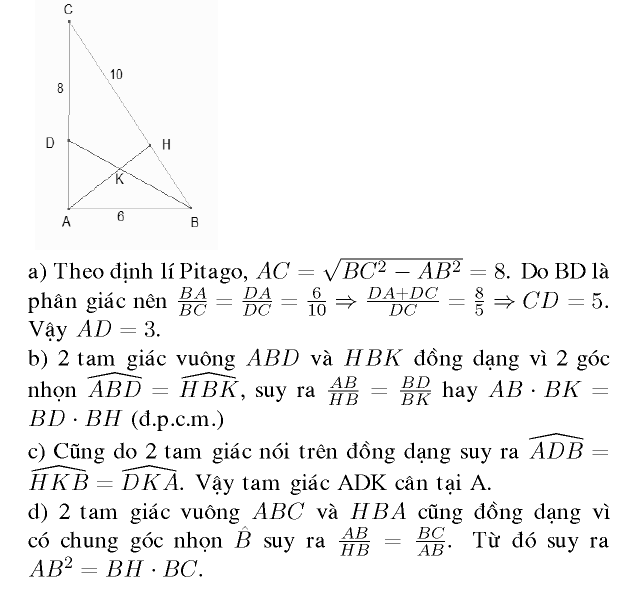 C
8
10
D
H
K
A
6
B
a) Theo định lí Pitago, $AC = \sqrt{BC^2 - AB^2} = 8$. Do BD là
phân giác nên $\frac{BA}{BC} = \frac{DA}{DC} = \frac{6}{10} \Rightarrow \frac{DA+DC}{DC} = \frac{8}{5} \Rightarrow CD = 5$.
Vậy $AD = 3$.
b) 2 tam giác vuông $ABD$ và $HBK$ đồng dạng vì 2 góc
nhọn $\widehat{ABD} = \widehat{HBK}$, suy ra $\frac{AB}{HB} = \frac{BD}{BK}$ hay $AB \cdot BK =$
$BD \cdot BH$ (đ.p.c.m.)
c) Cũng do 2 tam giác nói trên đồng dạng suy ra $\widehat{ADB} =$
$\widehat{HKB} = \widehat{DKA}$. Vậy tam giác ADK cân tại A.
d) 2 tam giác vuông $ABC$ và $HBA$ cũng đồng dạng vì
có chung góc nhọn $\hat{B}$ suy ra $\frac{AB}{HB} = \frac{BC}{AB}$. Từ đó suy ra
$AB^2 = BH \cdot BC$.